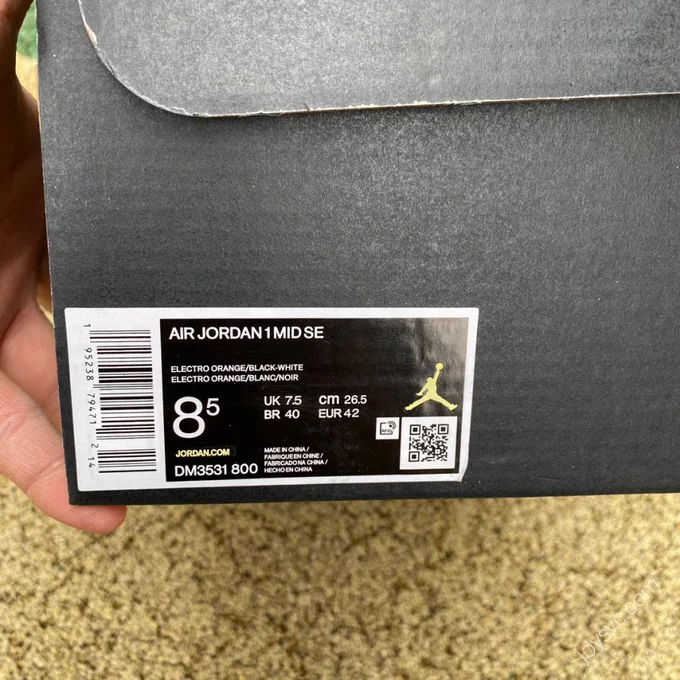 AIR JORDAN 1 MID SE
ELECTRO ORANGE/BLACK-WHITE
ELECTRO ORANGE/BLANC/NOIR
8⁵
UK 7.5 cm 26.5
BR 40 EUR 42
JORDAN.COM
DM3531 800
MADE IN CHINA /
FABRIQUE EN CHINE /
FABRICADO NA CHINA /
HECHO EN CHINA
1 95238 79471 2 14
joysvc.com